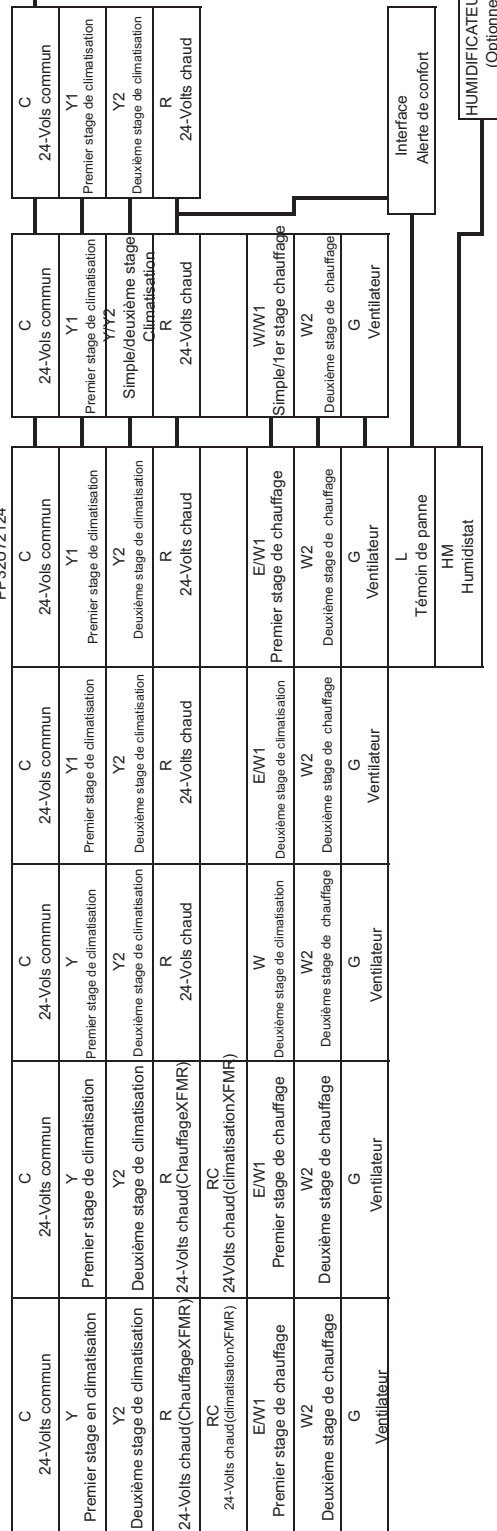 C
24-Volts commun
Y
Premier stage en climatisaiton
Y2
Deuxième stage de climatisation
R
24-Volts chaud(ChauffageXFMR)
RC
24-Volts chaud(climatisationXFMR)
E/W1
Premier stage de chauffage
W2
Deuxième stage de chauffage
G
Ventilateur
C
24-Volts commun
Y
Premier stage de climatisation
Y2
Deuxième stage de climatisation
R
24-Volts chaud(ChauffageXFMR)
RC
24Volts chaud(climatisationXFMR)
E/W1
Premier stage de chauffage
W2
Deuxième stage de chauffage
G
Ventilateur
C
24-Vols commun
Y
Premier stage de climatisation
Y2
Deuxième stage de climatisation
R
24-Vols chaud
W
Deuxième stage de climatisation
W2
Deuxième stage de chauffage
G
Ventilateur
C
24-Vols commun
Y1
Premier stage de climatisation
Y2
Deuxième stage de climatisation
R
24-Volts chaud
E/W1
Deuxième stage de climatisation
W2
Deuxième stage de chauffage
G
Ventilateur
C
24-Vols commun
Y1
Premier stage de climatisation
Y2
Deuxième stage de climatisation
R
24-Volts chaud
E/W1
Premier stage de chauffage
W2
Deuxième stage de chauffage
G
Ventilateur
L
Témoin de panne
HM
Humidistat
C
24-Vols commun
Y1
Premier stage de climatisation
Y/Y2
Simple/deuxième stage
Climatisation
R
24-Volts chaud
W/W1
Simple/1er stage chauffage
W2
Deuxième stage de chauffage
G
Ventilateur
C
24-Vols commun
Y1
Premier stage de climatisation
Y2
Deuxième stage de climatisation
R
24-Volts chaud
Interface
Alerte de confort
HUMIDIFICATEU
(Optionne